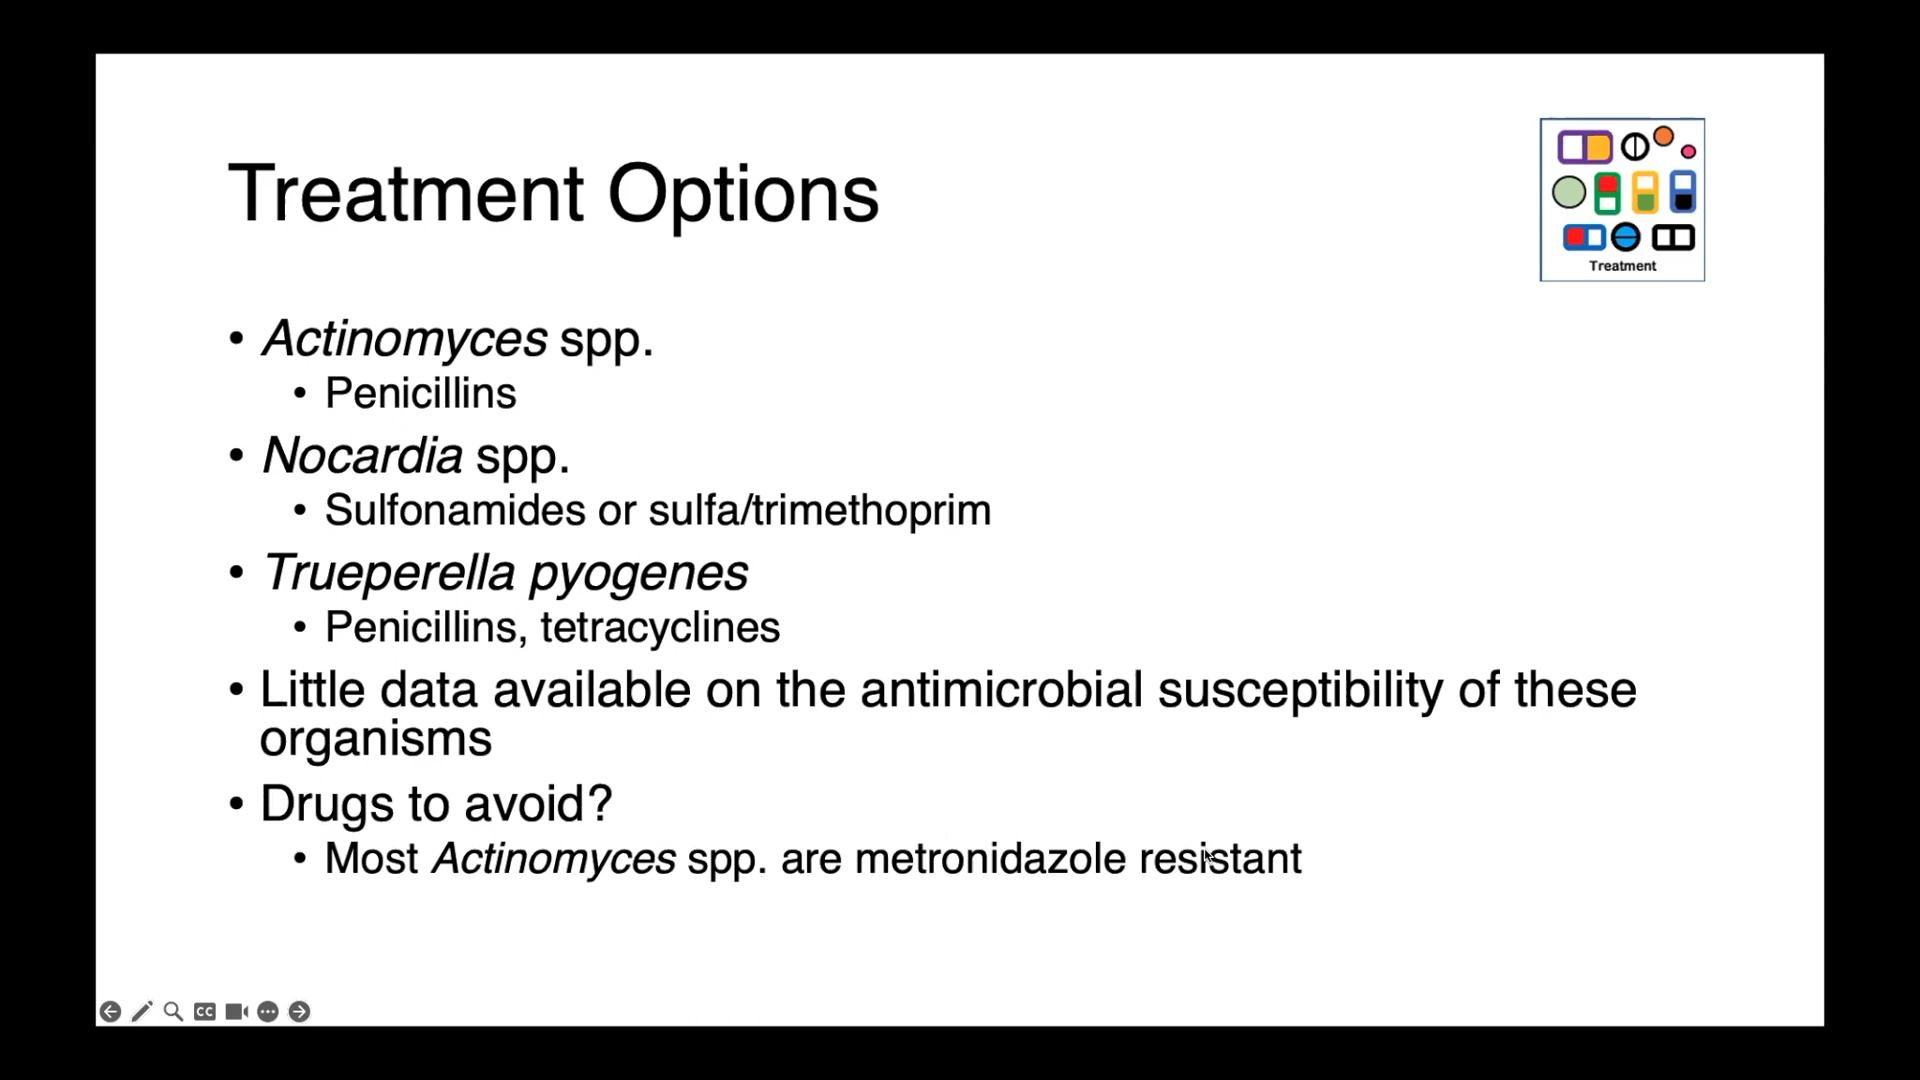 Treatment Options
Treatment
• Actinomyces spp.
• Penicillins
• Nocardia spp.
• Sulfonamides or sulfa/trimethoprim
• Trueperella pyogenes
• Penicillins, tetracyclines
• Little data available on the antimicrobial susceptibility of these
organisms
• Drugs to avoid?
• Most Actinomyces spp. are metronidazole resistant
CC